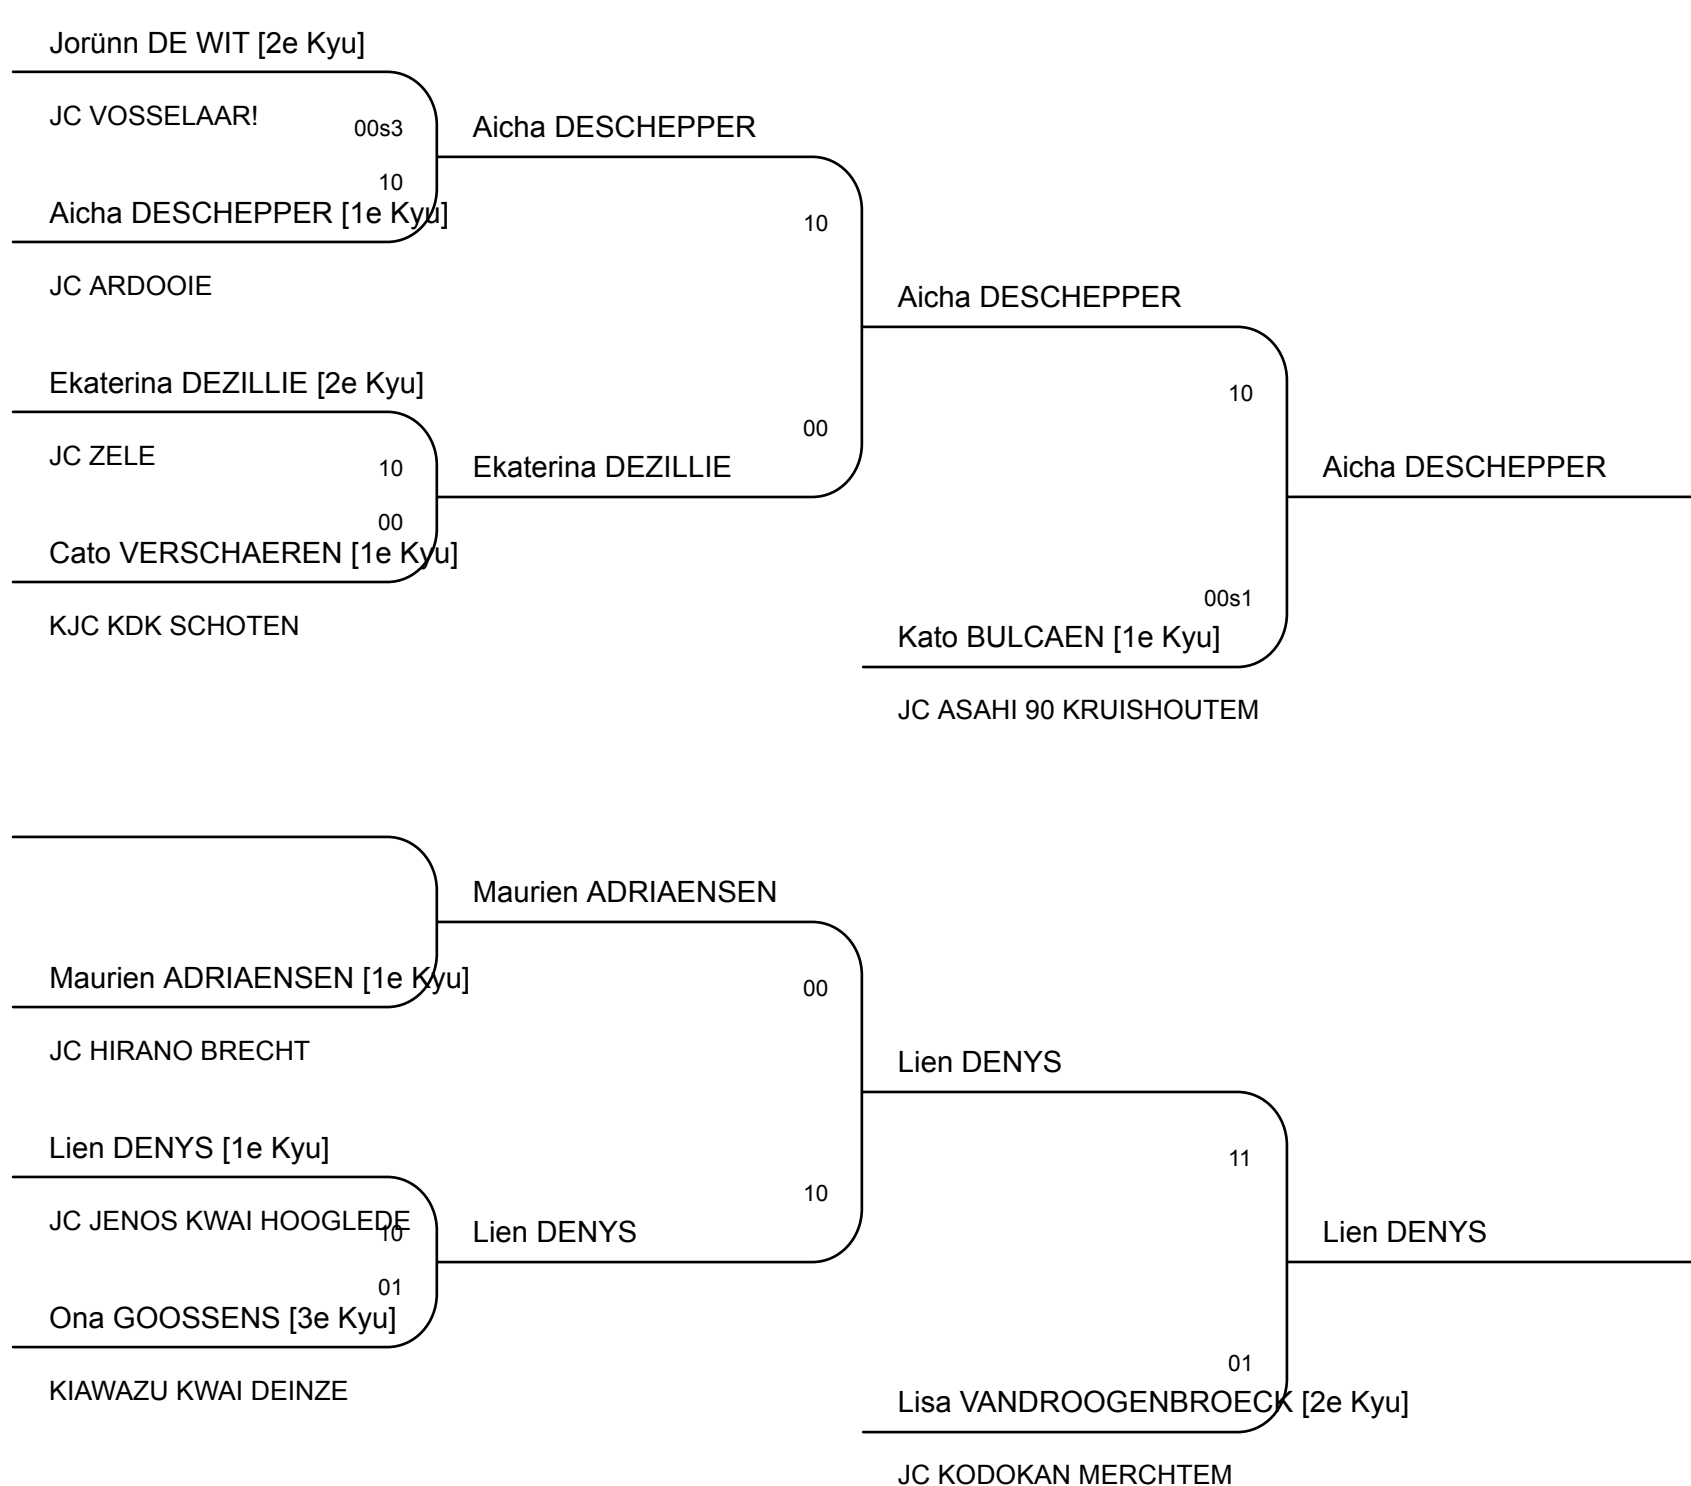 Jorünn DE WIT [2e Kyu]
JC VOSSELAAR!
00s3
Aicha DESCHEPPER
10
Aicha DESCHEPPER [1e Kyu]
10
JC ARDOOIE
Aicha DESCHEPPER
Ekaterina DEZILLIE [2e Kyu]
10
00
JC ZELE
10
Ekaterina DEZILLIE
Aicha DESCHEPPER
00
Cato VERSCHAEREN [1e Kyu]
00s1
KJC KDK SCHOTEN
Kato BULCAEN [1e Kyu]
JC ASAHI 90 KRUISHOUTEM
Maurien ADRIAENSEN
Maurien ADRIAENSEN [1e Kyu]
00
JC HIRANO BRECHT
Lien DENYS
Lien DENYS [1e Kyu]
11
10
JC JENOS KWAI HOOGLEDE
10
Lien DENYS
Lien DENYS
01
Ona GOOSSENS [3e Kyu]
01
KIAWAZU KWAI DEINZE
Lisa VANDROOGENBROECK [2e Kyu]
JC KODOKAN MERCHTEM